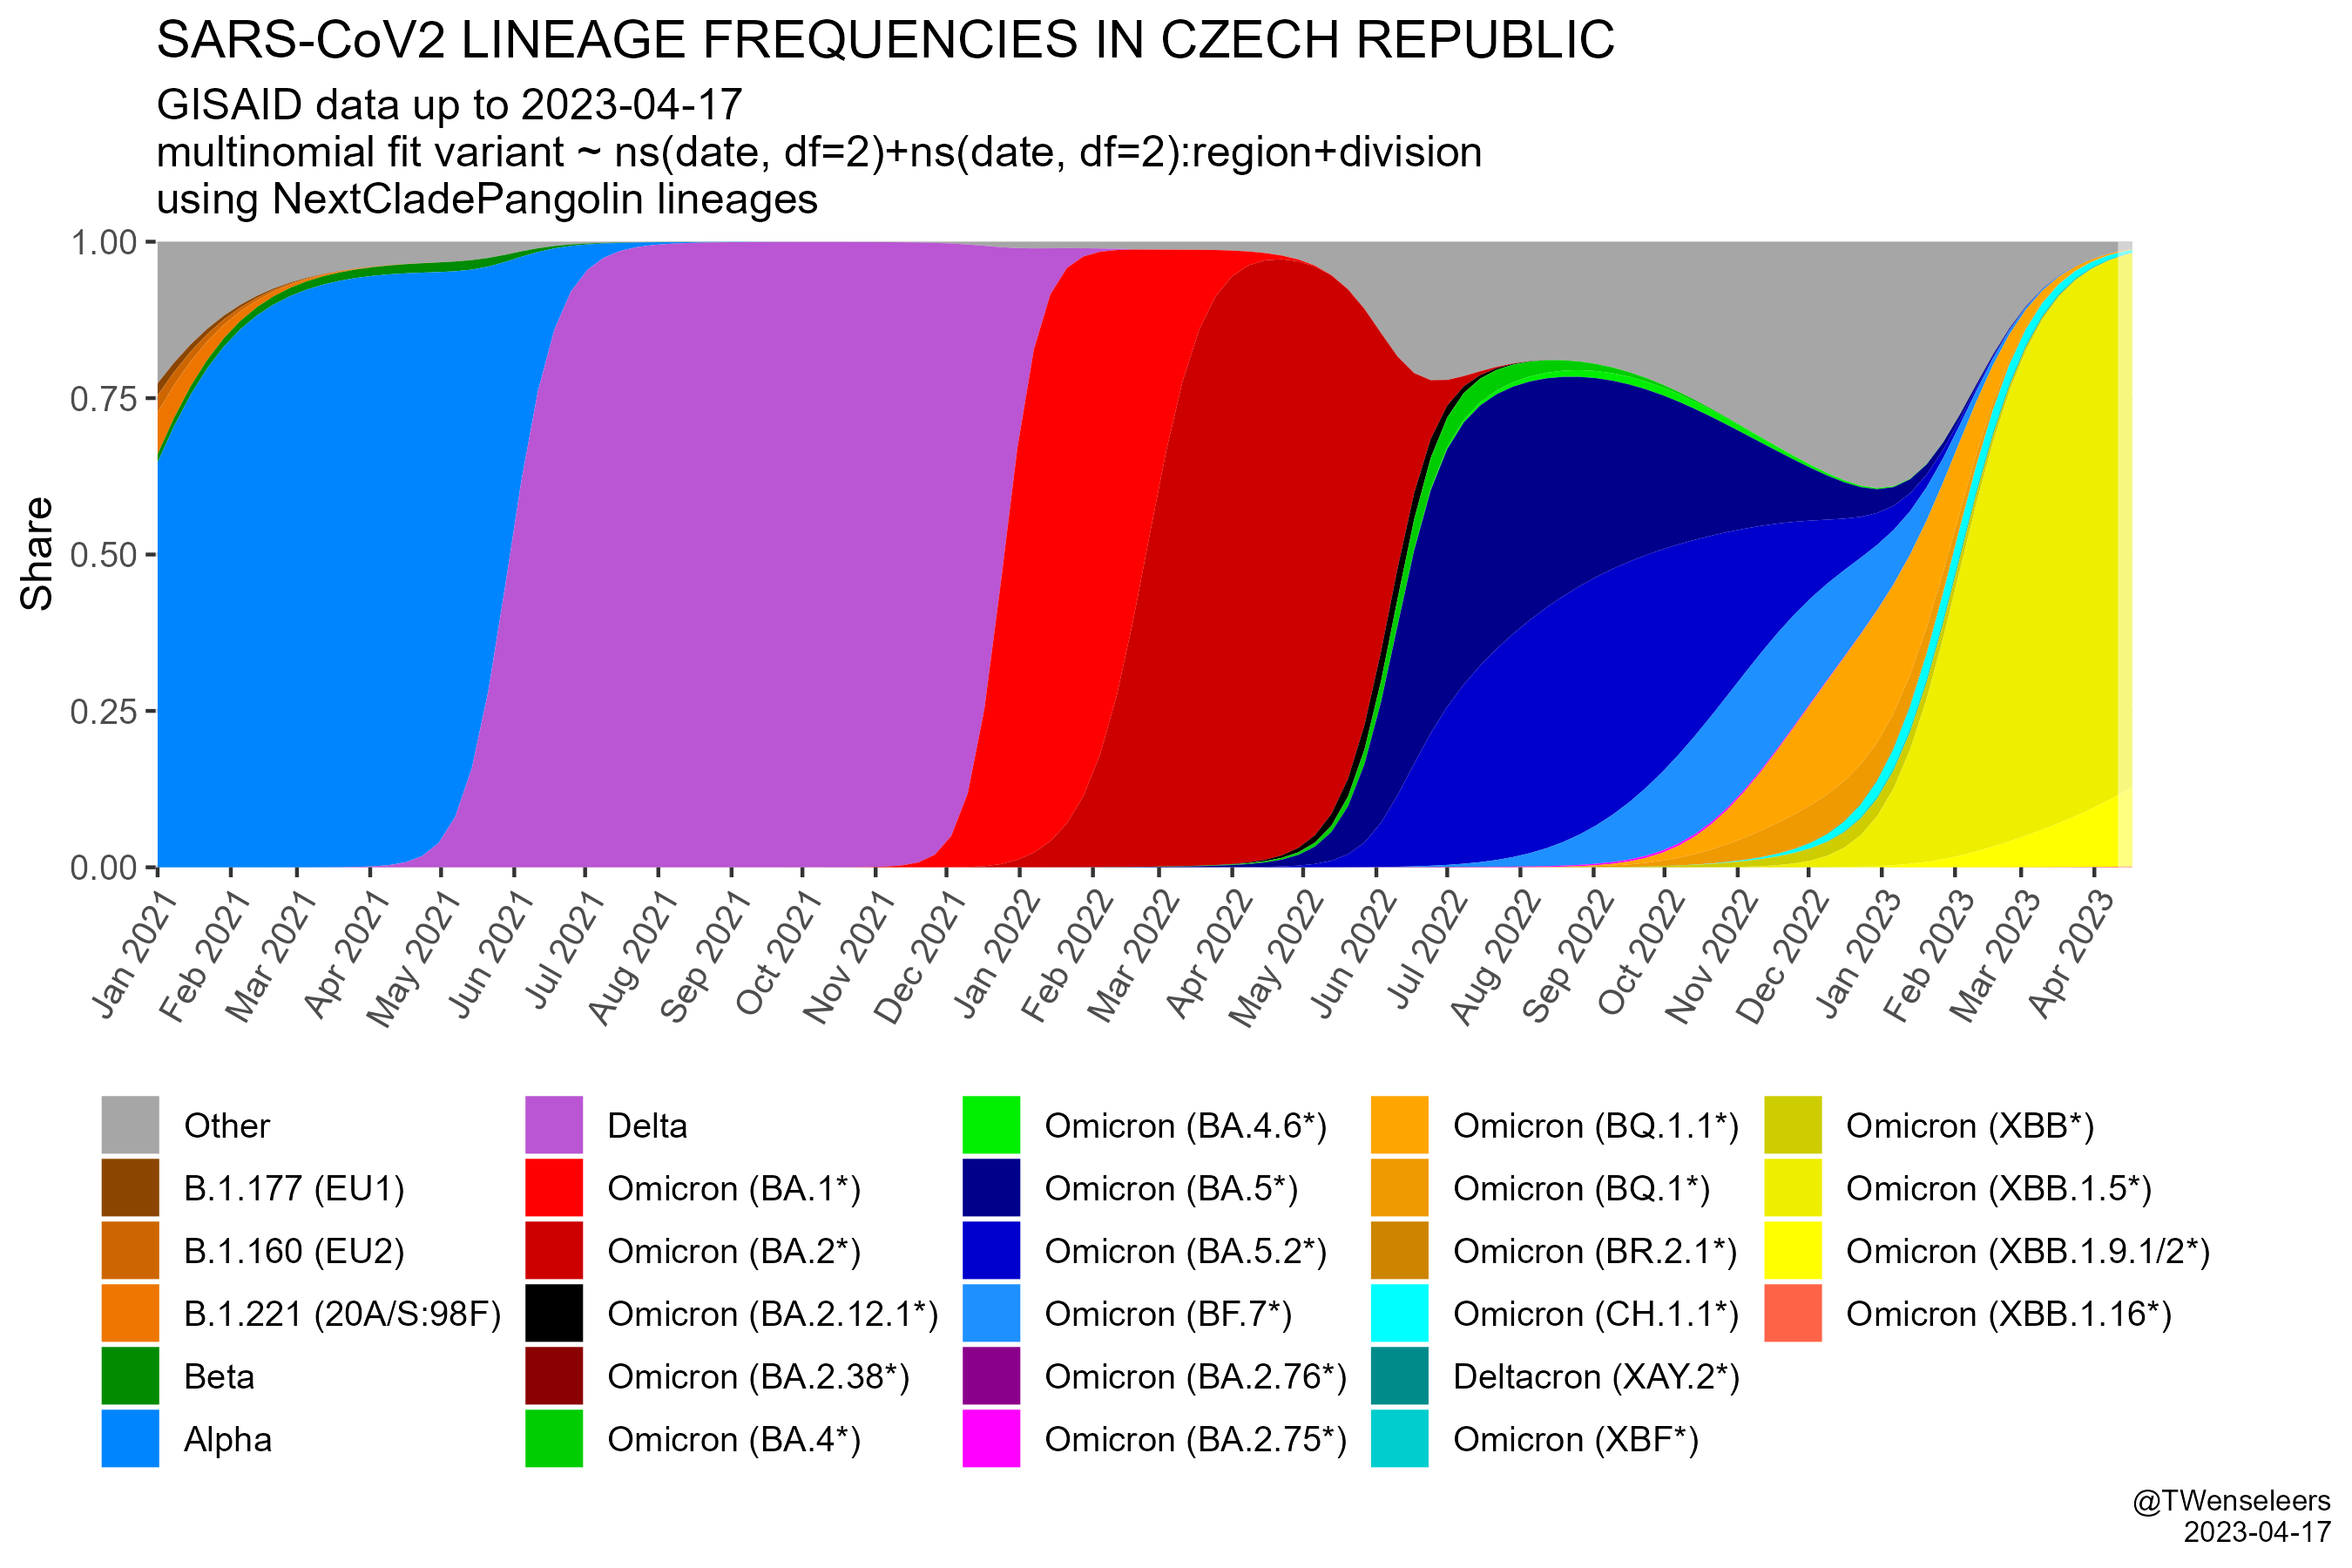 SARS-CoV2 LINEAGE FREQUENCIES IN CZECH REPUBLIC
GISAID data up to 2023-04-17
multinomial fit variant ~ ns(date, df=2)+ns(date, df=2):region+division
using NextCladePangolin lineages
Share
1.00
0.75
0.50
0.25
0.00
Jan 2021
Feb 2021
Mar 2021
Apr 2021
May 2021
Jun 2021
Jul 2021
Aug 2021
Sep 2021
Oct 2021
Nov 2021
Dec 2021
Jan 2022
Feb 2022
Mar 2022
Apr 2022
May 2022
Jun 2022
Jul 2022
Aug 2022
Sep 2022
Oct 2022
Nov 2022
Dec 2022
Jan 2023
Feb 2023
Mar 2023
Apr 2023
Other
B.1.177 (EU1)
B.1.160 (EU2)
B.1.221 (20A/S:98F)
Beta
Alpha
Delta
Omicron (BA.1*)
Omicron (BA.2*)
Omicron (BA.2.12.1*)
Omicron (BA.2.38*)
Omicron (BA.4*)
Omicron (BA.4.6*)
Omicron (BA.5*)
Omicron (BA.5.2*)
Omicron (BF.7*)
Omicron (BA.2.76*)
Omicron (BA.2.75*)
Omicron (BQ.1.1*)
Omicron (BQ.1*)
Omicron (BR.2.1*)
Omicron (CH.1.1*)
Deltacron (XAY.2*)
Omicron (XBF*)
Omicron (XBB*)
Omicron (XBB.1.5*)
Omicron (XBB.1.9.1/2*)
Omicron (XBB.1.16*)
@TWenseleers
2023-04-17